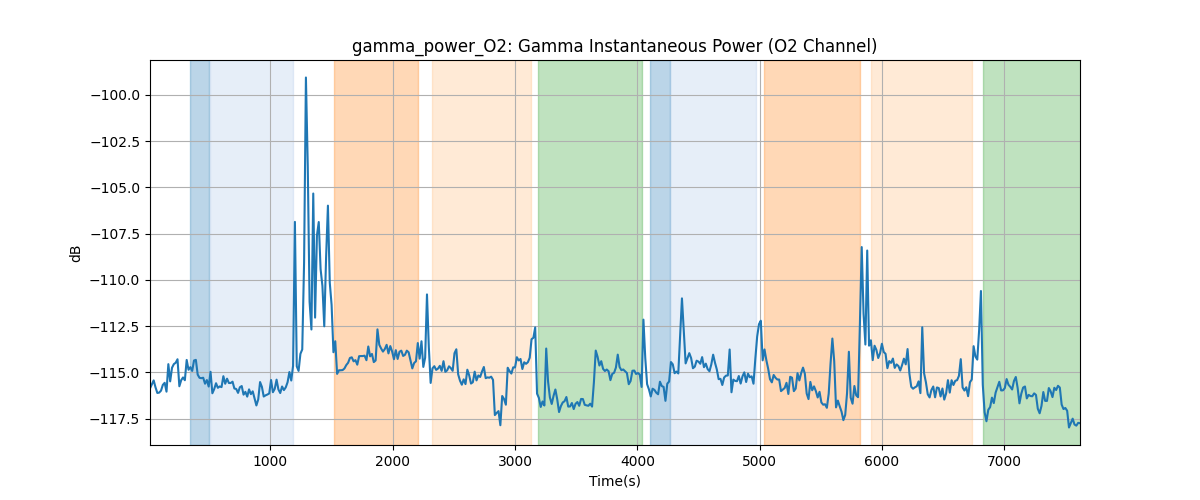 gamma_power_O2: Gamma Instantaneous Power (O2 Channel)
−100.0
−102.5
−105.0
−107.5
−110.0
−112.5
−115.0
−117.5
dB
1000 2000 3000 4000 5000 6000 7000
Time(s)